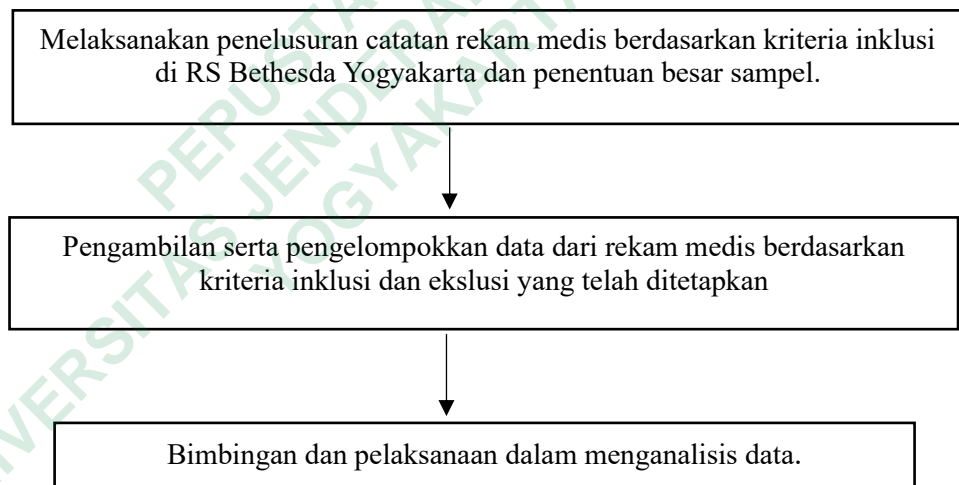 Melaksanakan penelusuran catatan rekam medis berdasarkan kriteria inklusi
di RS Bethesda Yogyakarta dan penentuan besar sampel.
Pengambilan serta pengelompokkan data dari rekam medis berdasarkan
kriteria inklusi dan ekslusi yang telah ditetapkan
Bimbingan dan pelaksanaan dalam menganalisis data.